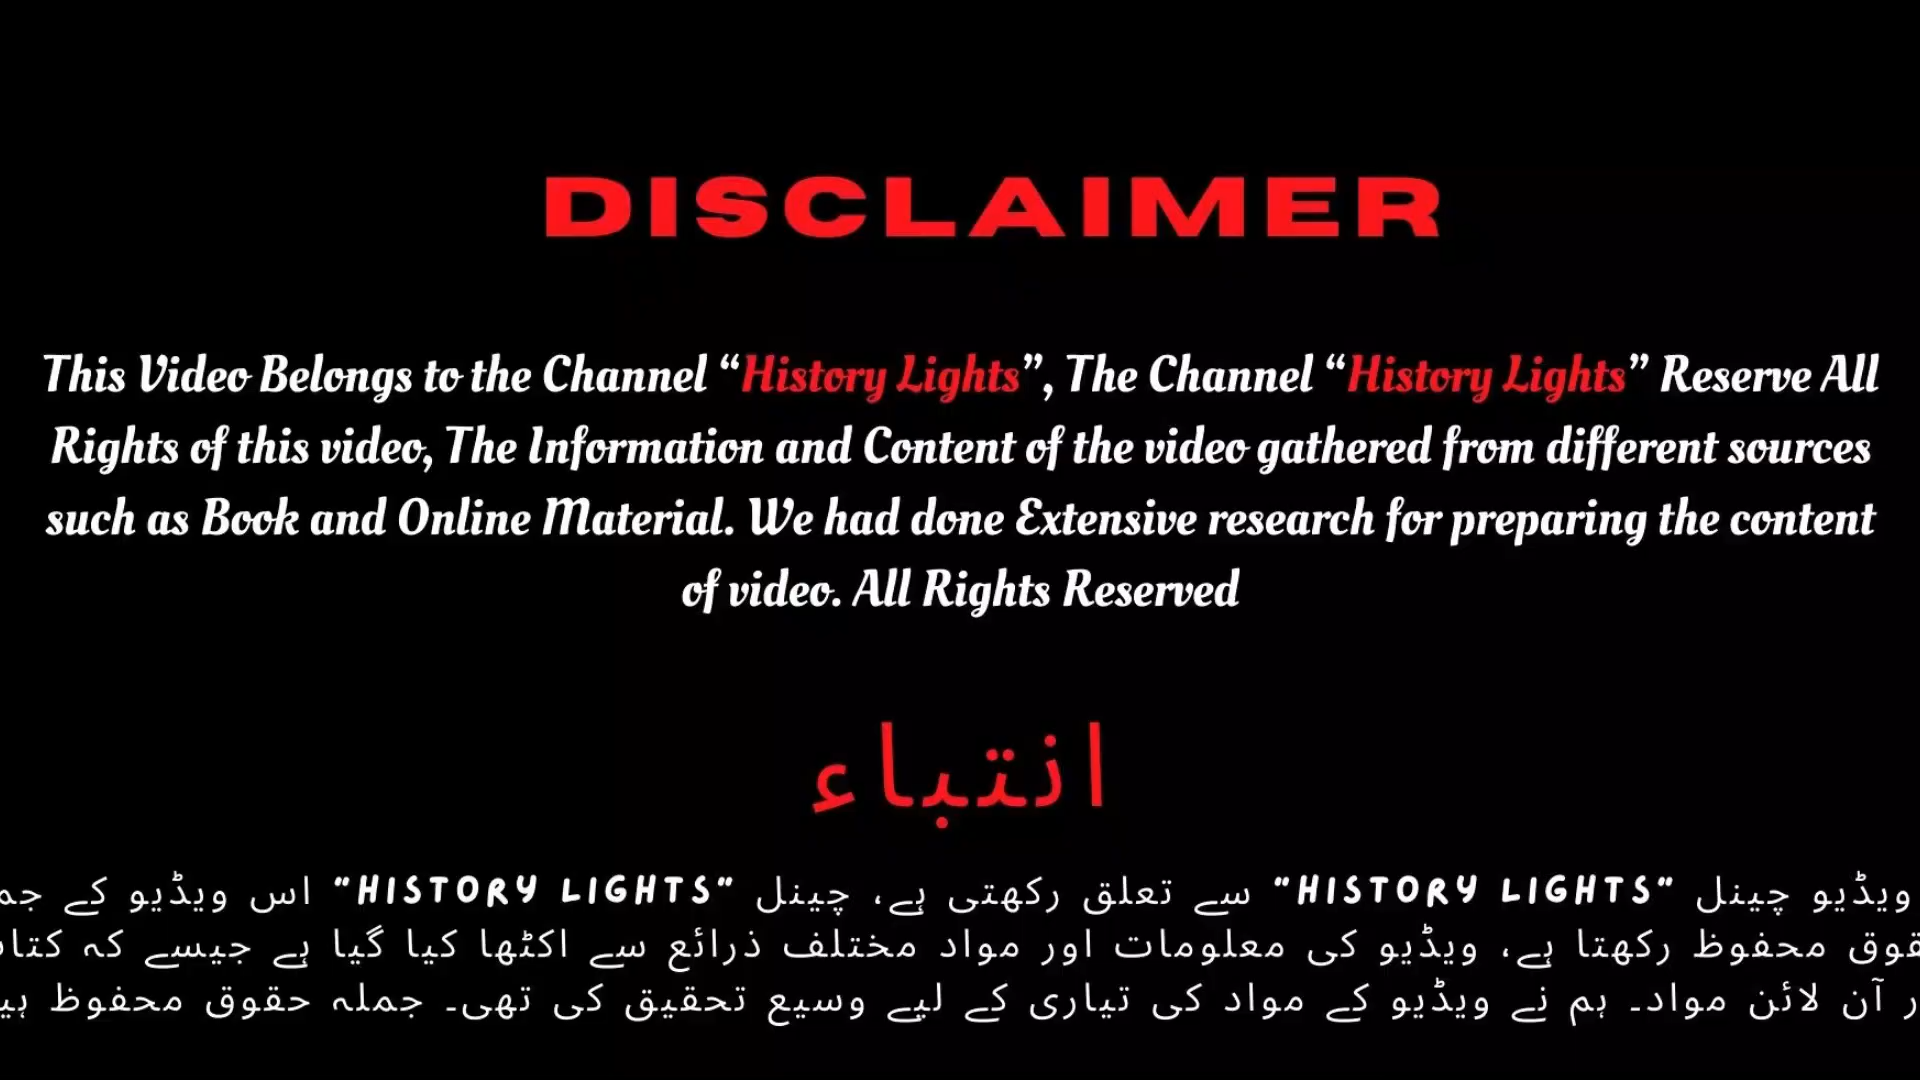 DISCLAIMER
This Video Belongs to the Channel “History Lights”, The Channel “History Lights” Reserve All
Rights of this video, The Information and Content of the video gathered from different sources
such as Book and Online Material. We had done Extensive research for preparing the content
of video. All Rights Reserved
انتباء
ویڈیو چینل "HISTORY LIGHTS" سے تعلق رکھتی ہے، چینل "HISTORY LIGHTS" اس ویڈیو کے
محفوظ رکھتا ہے، ویڈیو کی معلومات اور مواد مختلف ذرائع سے اکٹھا کیا گیا ہے جیسے کہ
آن لائن مواد۔ ہم نے ویڈیو کے مواد کی تیاری کے لیے وسیع تحقیق کی تھی۔ جملہ حقوق محفوظ